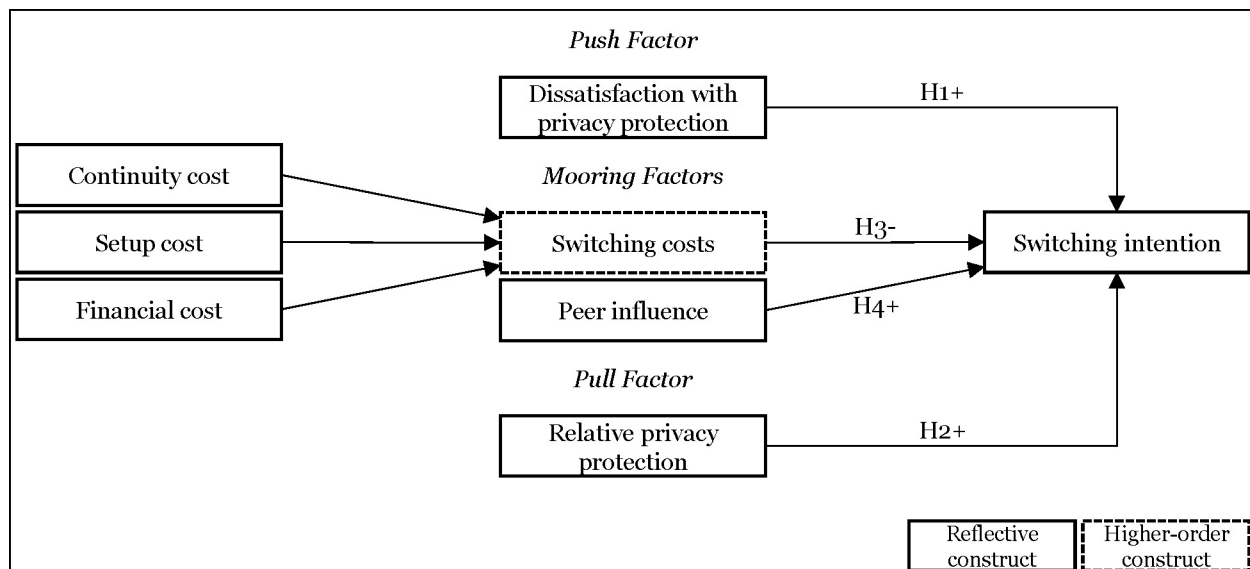 Push Factor
Dissatisfaction with
privacy protection
H1+
Continuity cost
Mooring Factors
Setup cost
Switching costs
H3-
Switching intention
Financial cost
Peer influence
H4+
Pull Factor
Relative privacy
protection
H2+
Reflective
construct
Higher-order
construct